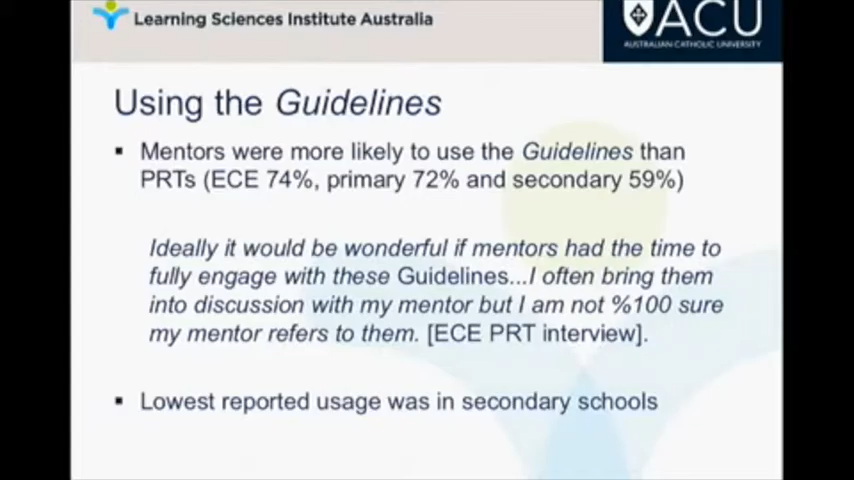 Learning Sciences Institute Australia
ACU
AUSTRALIAN CATHOLIC UNIVERSITY
Using the Guidelines
▪ Mentors were more likely to use the Guidelines than
PRTs (ECE 74%, primary 72% and secondary 59%)
Ideally it would be wonderful if mentors had the time to
fully engage with these Guidelines...I often bring them
into discussion with my mentor but I am not %100 sure
my mentor refers to them. [ECE PRT interview].
▪ Lowest reported usage was in secondary schools